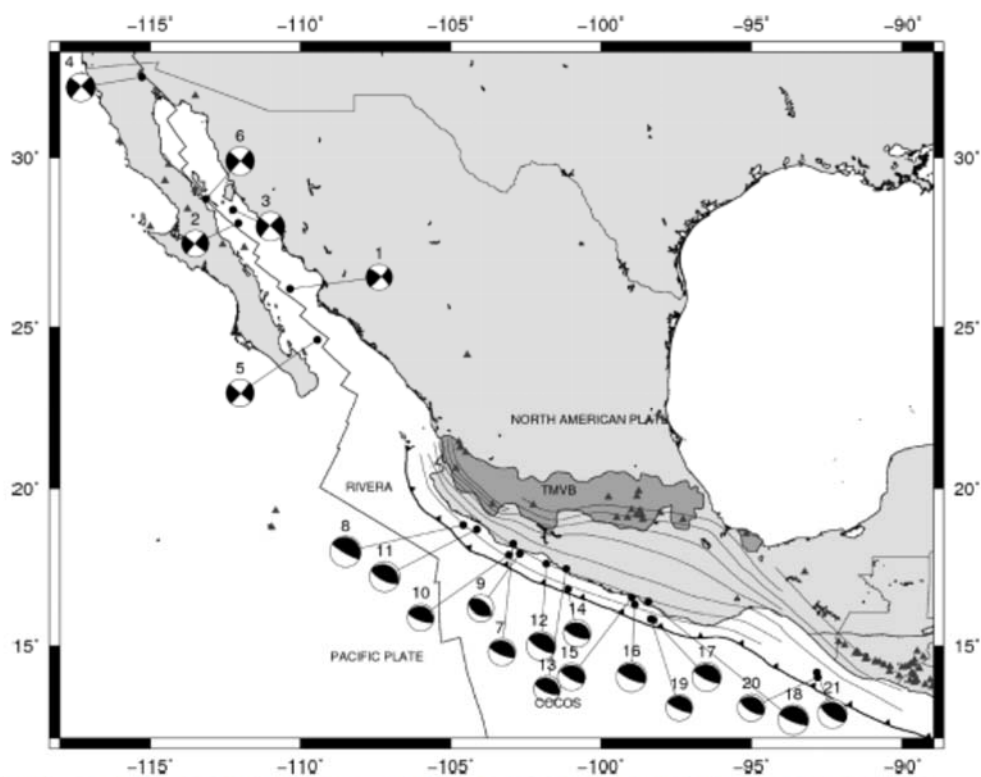 -115° -110° -105° -100° -95° -90°
4
6
30° 30°
3
2
1
25° 25°
5
NORTH AMERICAN PLATE
20° RIVERA TMVB 20°
8
11
10 9
7 12 14
15° 13 15 16 17 15°
PACIFIC PLATE
19 20 18 21
COCOS
-115° -110° -105° -100° -95° -90°